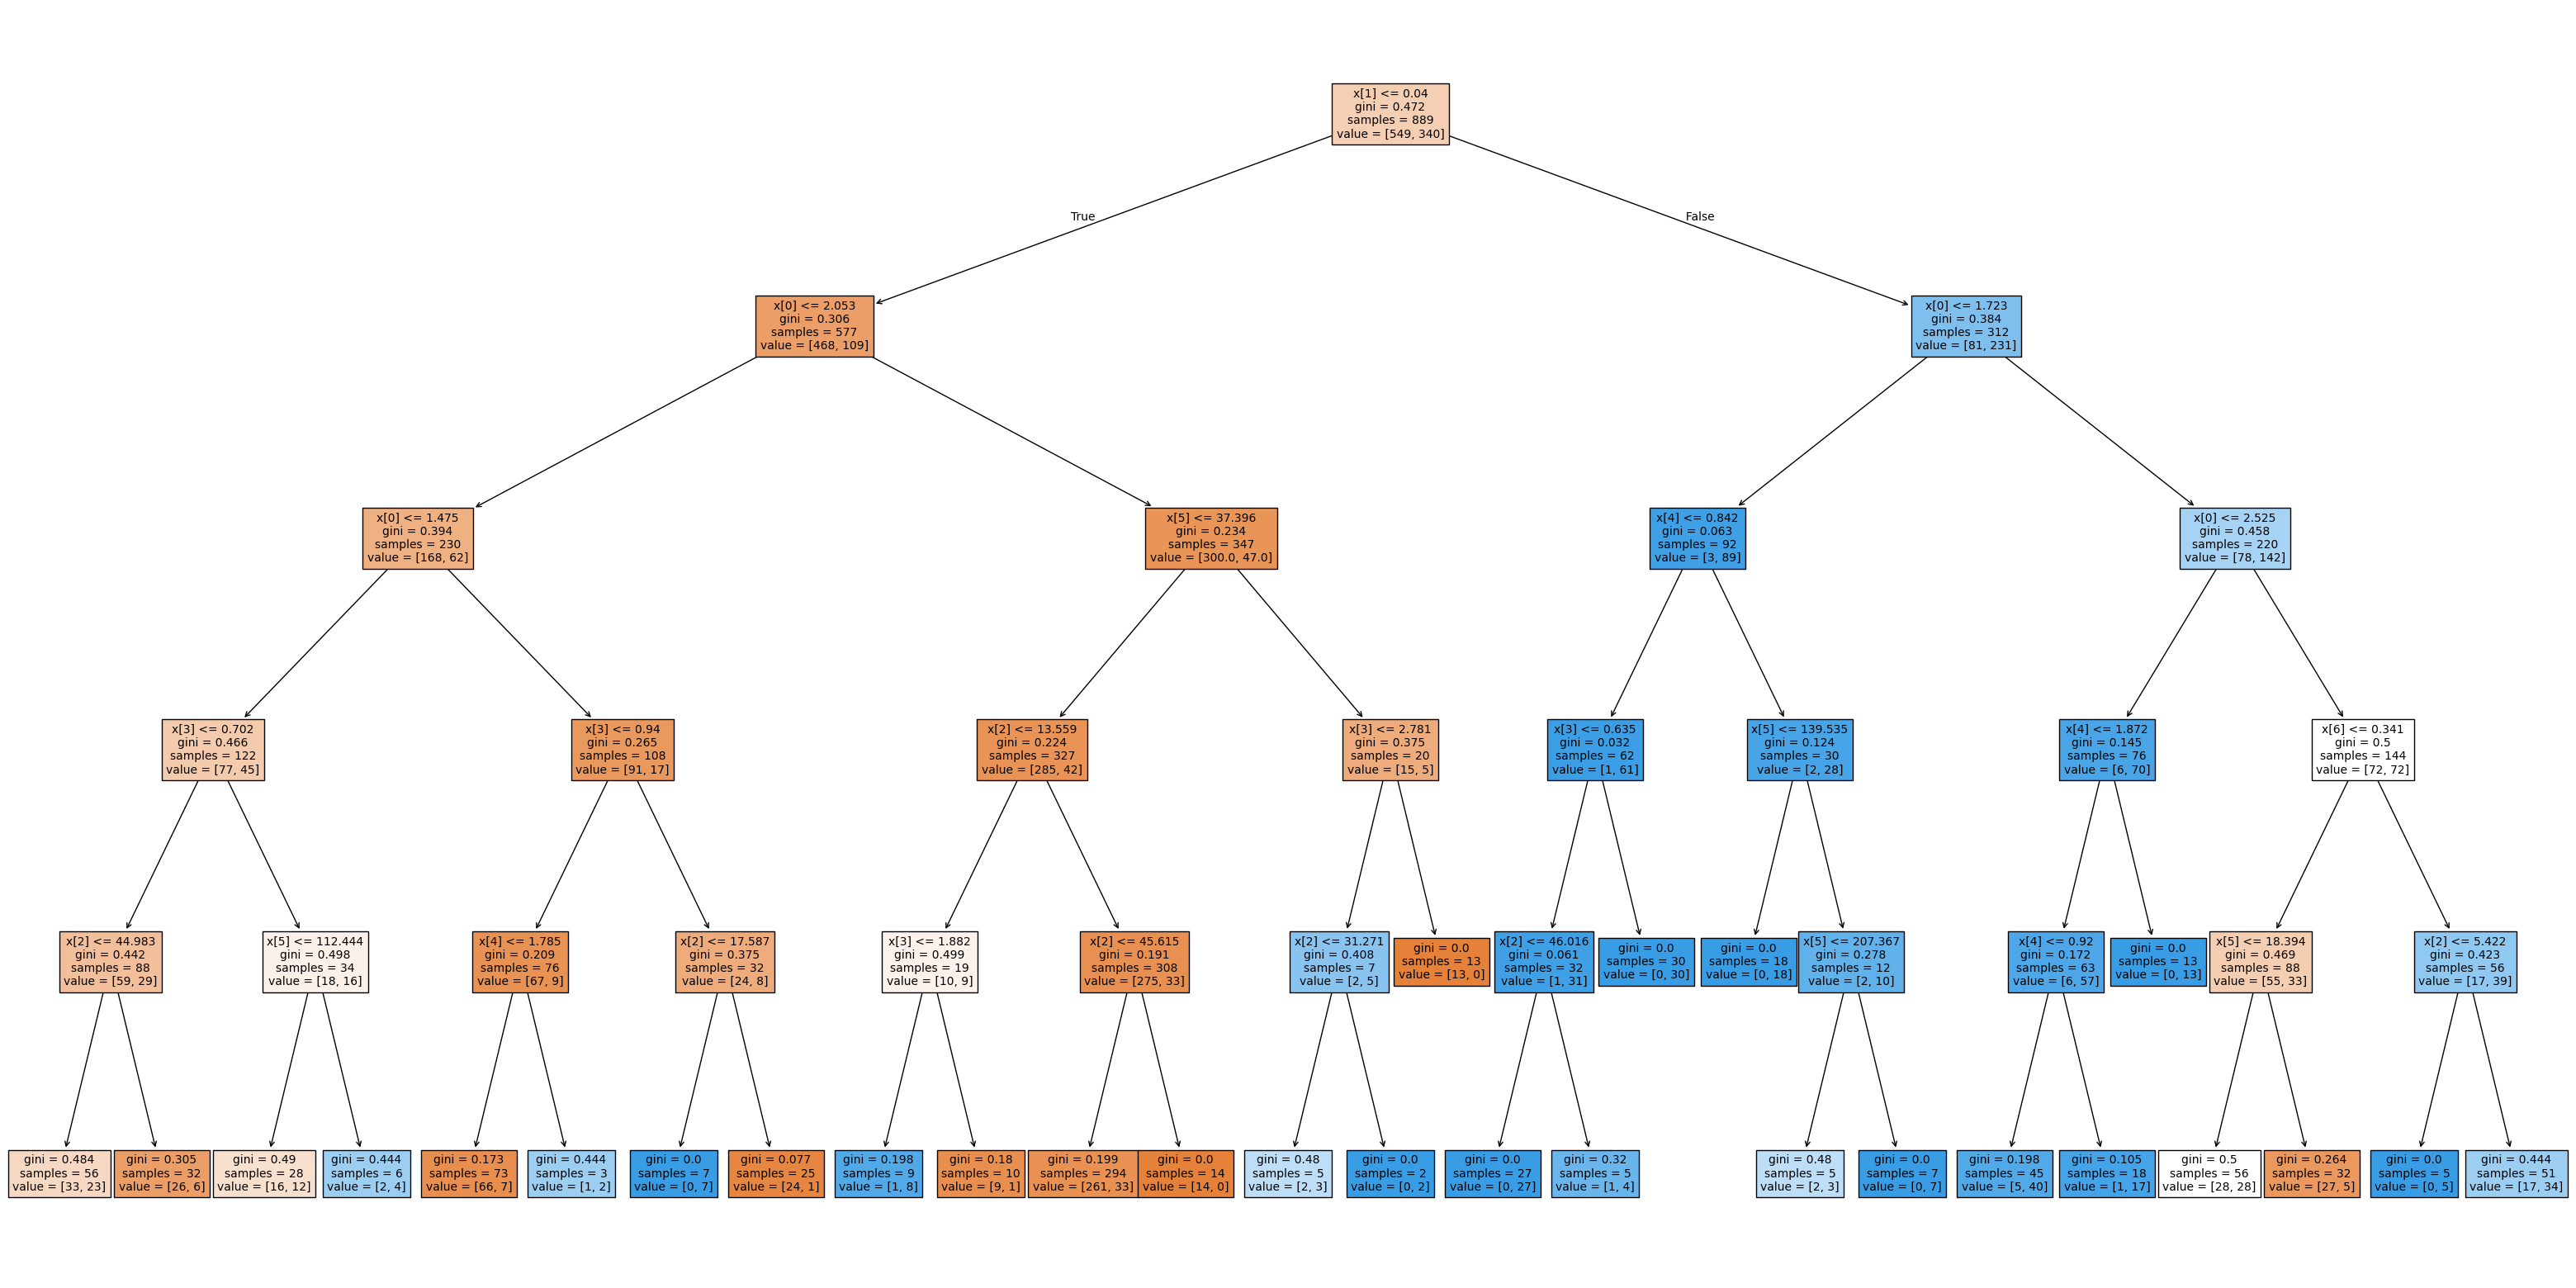 x[1] <= 0.04
gini = 0.472
samples = 889
value = [549, 340]
True
False
x[0] <= 2.053
gini = 0.306
samples = 577
value = [468, 109]
x[0] <= 1.723
gini = 0.384
samples = 312
value = [81, 231]
x[0] <= 1.475
gini = 0.394
samples = 230
value = [168, 62]
x[5] <= 37.396
gini = 0.234
samples = 347
value = [300.0, 47.0]
x[4] <= 0.842
gini = 0.063
samples = 92
value = [3, 89]
x[0] <= 2.525
gini = 0.458
samples = 220
value = [78, 142]
x[3] <= 0.702
gini = 0.466
samples = 122
value = [77, 45]
x[3] <= 0.94
gini = 0.265
samples = 108
value = [91, 17]
x[2] <= 13.559
gini = 0.224
samples = 327
value = [285, 42]
x[3] <= 2.781
gini = 0.375
samples = 20
value = [15, 5]
x[3] <= 0.635
gini = 0.032
samples = 62
value = [1, 61]
x[5] <= 139.535
gini = 0.124
samples = 30
value = [2, 28]
x[4] <= 1.872
gini = 0.145
samples = 76
value = [6, 70]
x[6] <= 0.341
gini = 0.5
samples = 144
value = [72, 72]
x[2] <= 44.983
gini = 0.442
samples = 88
value = [59, 29]
x[5] <= 112.444
gini = 0.498
samples = 34
value = [18, 16]
x[4] <= 1.785
gini = 0.209
samples = 76
value = [67, 9]
x[2] <= 17.587
gini = 0.375
samples = 32
value = [24, 8]
x[3] <= 1.882
gini = 0.499
samples = 19
value = [10, 9]
x[2] <= 45.615
gini = 0.191
samples = 308
value = [275, 33]
x[2] <= 31.271
gini = 0.408
samples = 7
value = [2, 5]
gini = 0.0
samples = 13
value = [13, 0]
x[2] <= 46.016
gini = 0.061
samples = 32
value = [1, 31]
gini = 0.0
samples = 30
value = [0, 30]
gini = 0.0
samples = 18
value = [0, 18]
x[5] <= 207.367
gini = 0.278
samples = 12
value = [2, 10]
x[4] <= 0.92
gini = 0.172
samples = 63
value = [6, 57]
gini = 0.0
samples = 13
value = [0, 13]
x[5] <= 18.394
gini = 0.469
samples = 88
value = [55, 33]
x[2] <= 5.422
gini = 0.423
samples = 56
value = [17, 39]
gini = 0.484
samples = 56
value = [33, 23]
gini = 0.305
samples = 32
value = [26, 6]
gini = 0.49
samples = 28
value = [16, 12]
gini = 0.444
samples = 6
value = [2, 4]
gini = 0.173
samples = 73
value = [66, 7]
gini = 0.444
samples = 3
value = [1, 2]
gini = 0.0
samples = 7
value = [0, 7]
gini = 0.077
samples = 25
value = [24, 1]
gini = 0.198
samples = 9
value = [1, 8]
gini = 0.18
samples = 10
value = [9, 1]
gini = 0.199
samples = 294
value = [261, 33]
gini = 0.0
samples = 14
value = [14, 0]
gini = 0.48
samples = 5
value = [2, 3]
gini = 0.0
samples = 2
value = [0, 2]
gini = 0.0
samples = 27
value = [0, 27]
gini = 0.32
samples = 5
value = [1, 4]
gini = 0.48
samples = 5
value = [2, 3]
gini = 0.0
samples = 7
value = [0, 7]
gini = 0.198
samples = 45
value = [5, 40]
gini = 0.105
samples = 18
value = [1, 17]
gini = 0.5
samples = 56
value = [28, 28]
gini = 0.264
samples = 32
value = [27, 5]
gini = 0.0
samples = 5
value = [0, 5]
gini = 0.444
samples = 51
value = [17, 34]